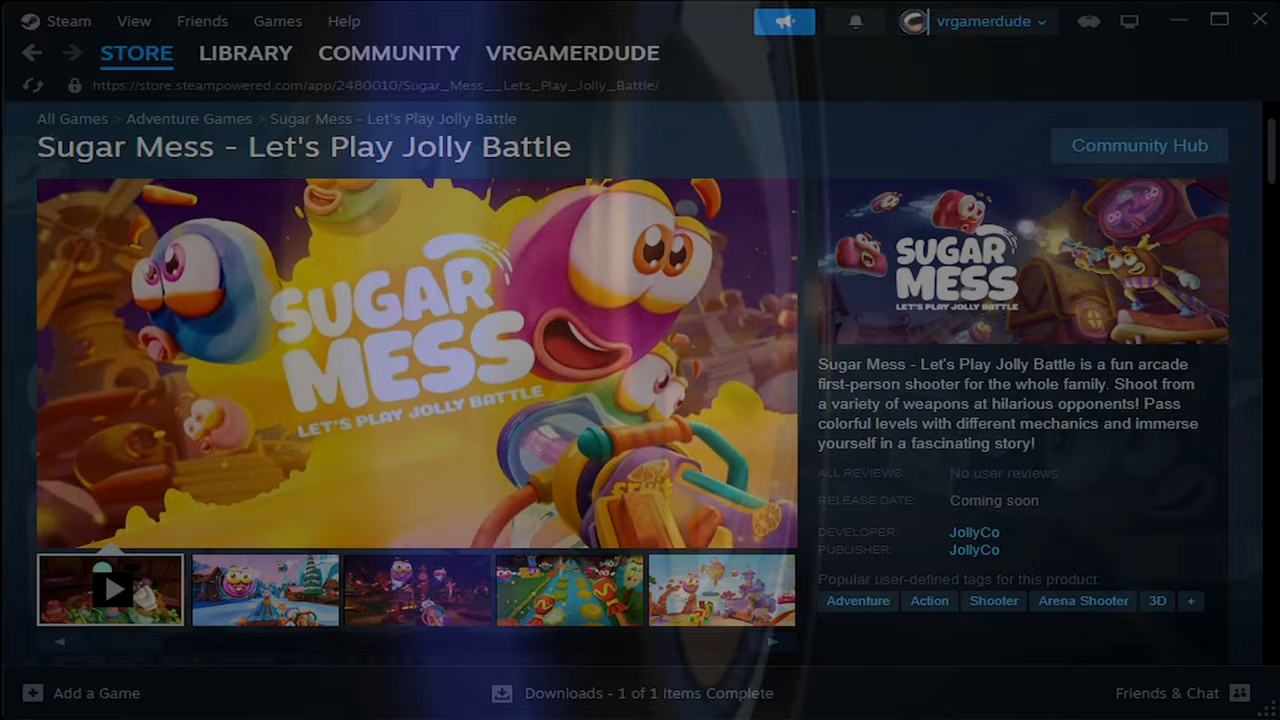 Steam View Friends Games Help vrgamerdude
STORE LIBRARY COMMUNITY VRGAMERDUDE
https://store.steampowered.com/app/2480010/Sugar_Mess__Lets_Play_Jolly_Battle/
All Games > Adventure Games > Sugar Mess - Let's Play Jolly Battle
Sugar Mess - Let's Play Jolly Battle
Community Hub
SUGAR
MESS
LET'S PLAY JOLLY BATTLE
SUGAR
MESS
LET'S PLAY JOLLY BATTLE
Sugar Mess - Let's Play Jolly Battle is a fun arcade
first-person shooter for the whole family. Shoot from
a variety of weapons at hilarious opponents! Pass
colorful levels with different mechanics and immerse
yourself in a fascinating story!
ALL REVIEWS: No user reviews
RELEASE DATE: Coming soon
DEVELOPER: JollyCo
PUBLISHER: JollyCo
Popular user-defined tags for this product:
Adventure Action Shooter Arena Shooter 3D +
Add a Game Downloads - 1 of 1 Items Complete Friends & Chat